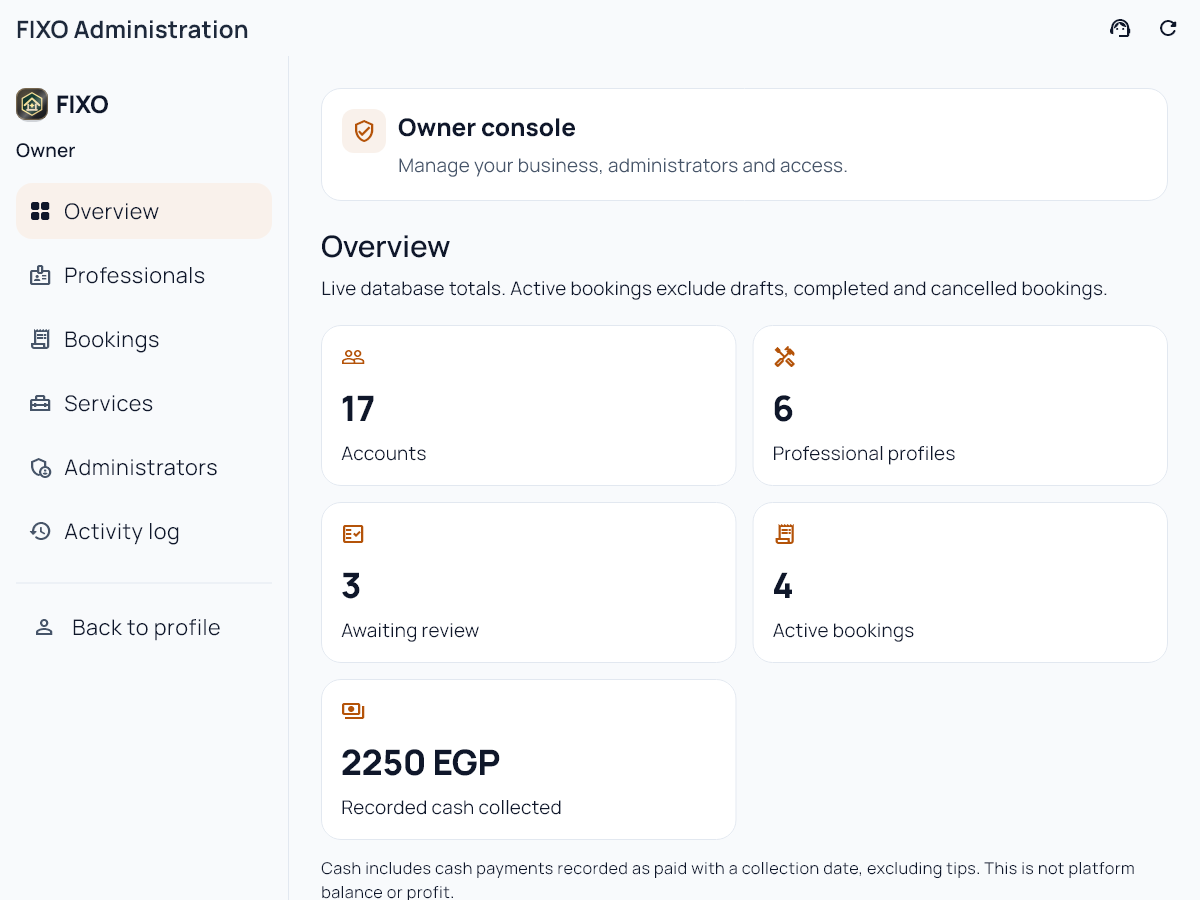 FIXO Administration
FIXO
Owner
Overview
Professionals
Bookings
Services
Administrators
Activity log
Back to profile
Owner console
Manage your business, administrators and access.
Overview
Live database totals. Active bookings exclude drafts, completed and cancelled bookings.
17
Accounts
6
Professional profiles
3
Awaiting review
4
Active bookings
2250 EGP
Recorded cash collected
Cash includes cash payments recorded as paid with a collection date, excluding tips. This is not platform
balance or profit.